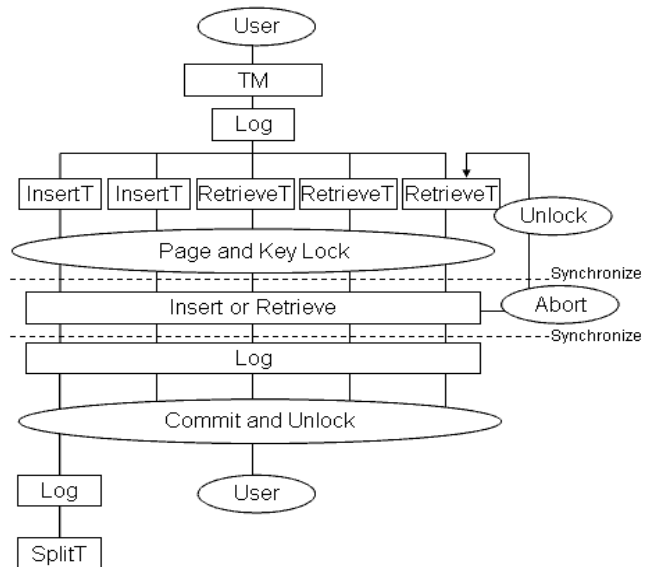 User
TM
Log
InsertT InsertT RetrieveT RetrieveT RetrieveT
Unlock
Page and Key Lock
Synchronize
Insert or Retrieve
Abort
Synchronize
Log
Commit and Unlock
Log
User
SplitT